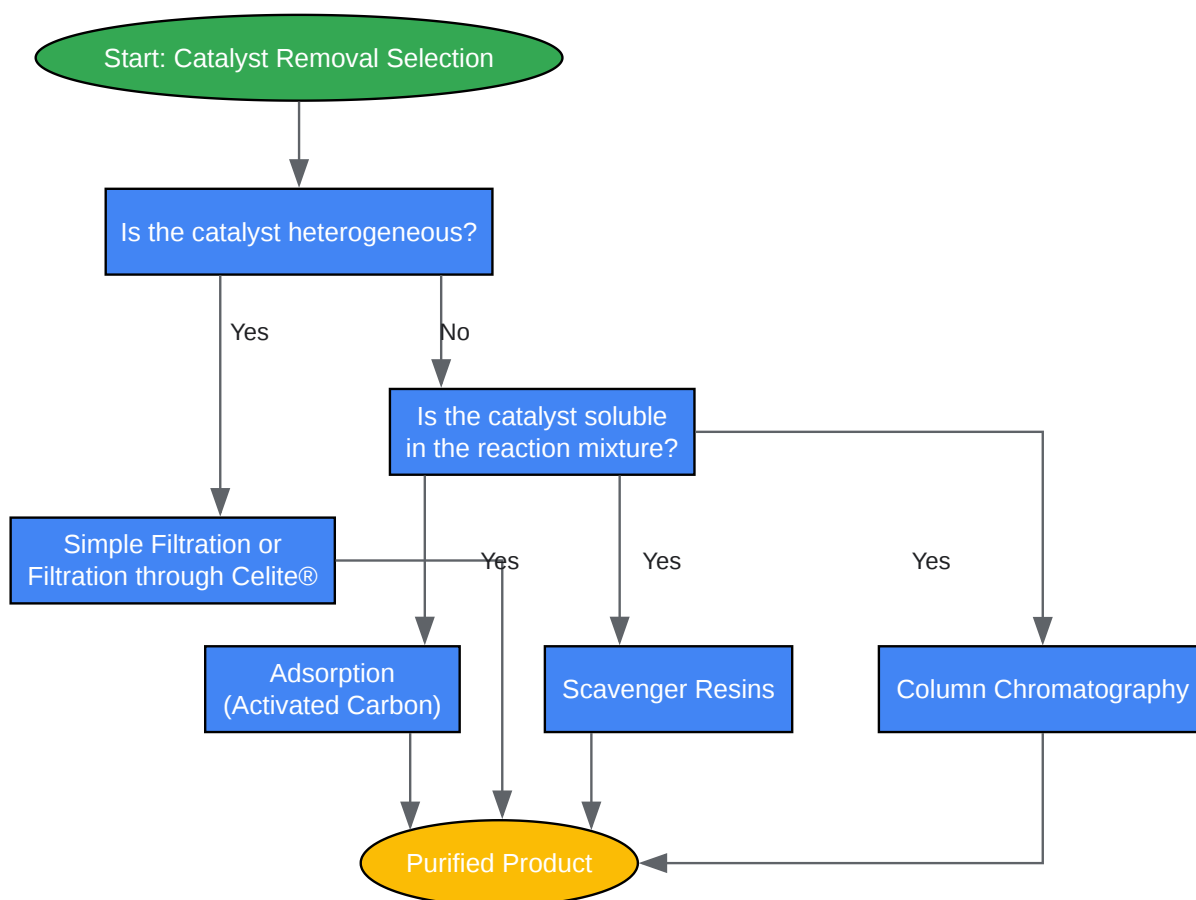 Start: Catalyst Removal Selection
Is the catalyst heterogeneous?
Yes
No
Is the catalyst soluble
in the reaction mixture?
Simple Filtration or
Filtration through Celite®
Yes
Yes
Yes
Adsorption
(Activated Carbon)
Scavenger Resins
Column Chromatography
Purified Product